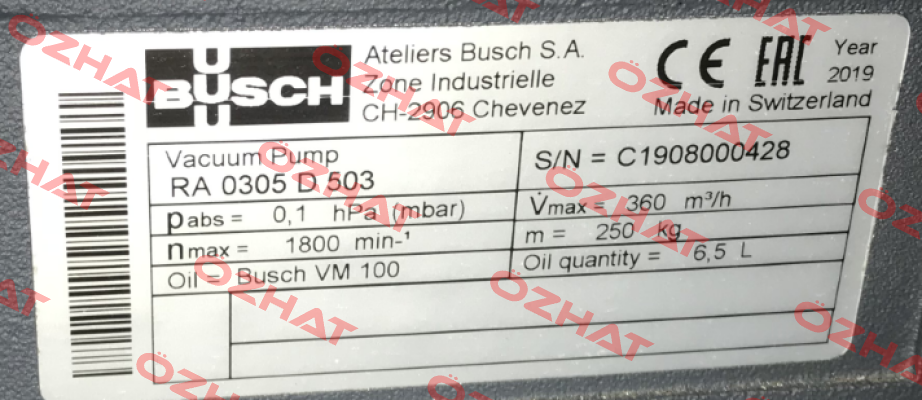 BUSCH
Ateliers Busch S.A.
Zone Industrielle
CH-2906 Chevenez
CE EAC
Year
2019
Made in Switzerland
Vacuum Pump
RA 0305 D 503
S/N = C1908000428
pabs = 0,1 hPa (mbar)
V̇max = 360 m³/h
nmax = 1800 min-¹
m = 250 kg
Oil = Busch VM 100
Oil quantity = 6,5 L
ÖZHAT